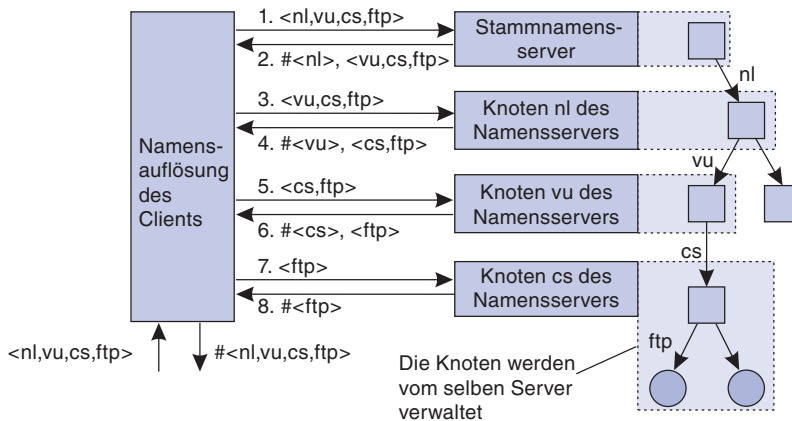 1. <nl,vu,cs,ftp>
2. #<nl>, <vu,cs,ftp>
Stammnamens-
server
nl
3. <vu,cs,ftp>
4. #<vu>, <cs,ftp>
Knoten nl des
Namensservers
Namens-
auflösung
des
Clients
vu
5. <cs,ftp>
6. #<cs>, <ftp>
Knoten vu des
Namensservers
cs
7. <ftp>
8. #<ftp>
Knoten cs des
Namensservers
ftp
<nl,vu,cs,ftp>
#<nl,vu,cs,ftp>
Die Knoten werden
vom selben Server
verwaltet